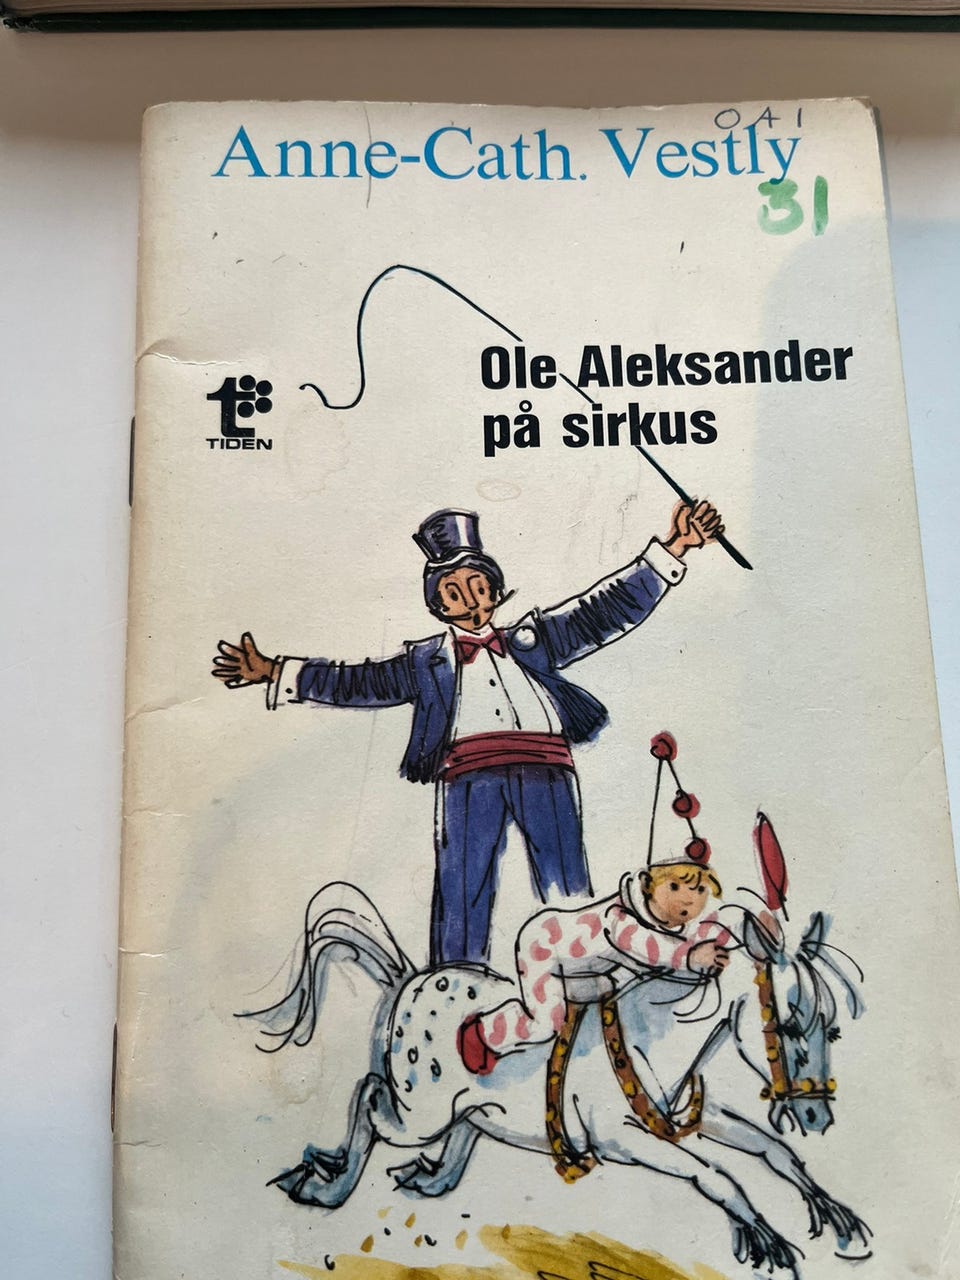 OA1
Anne-Cath. Vestly
31
Ole Aleksander
på sirkus
t
TIDEN